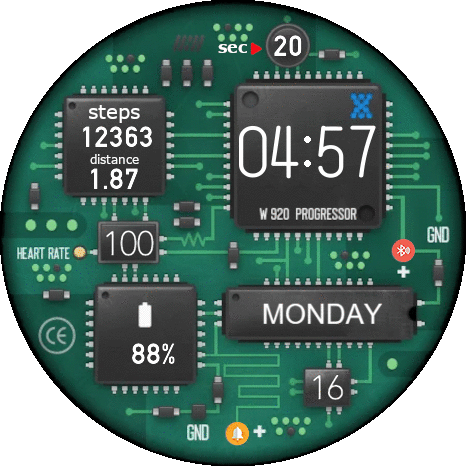 sec 20
steps
12363
distance
1.87
04:57
W 920 PROGRESSOR
HEART RATE 100
GND
+
CE
88%
MONDAY
16
GND +